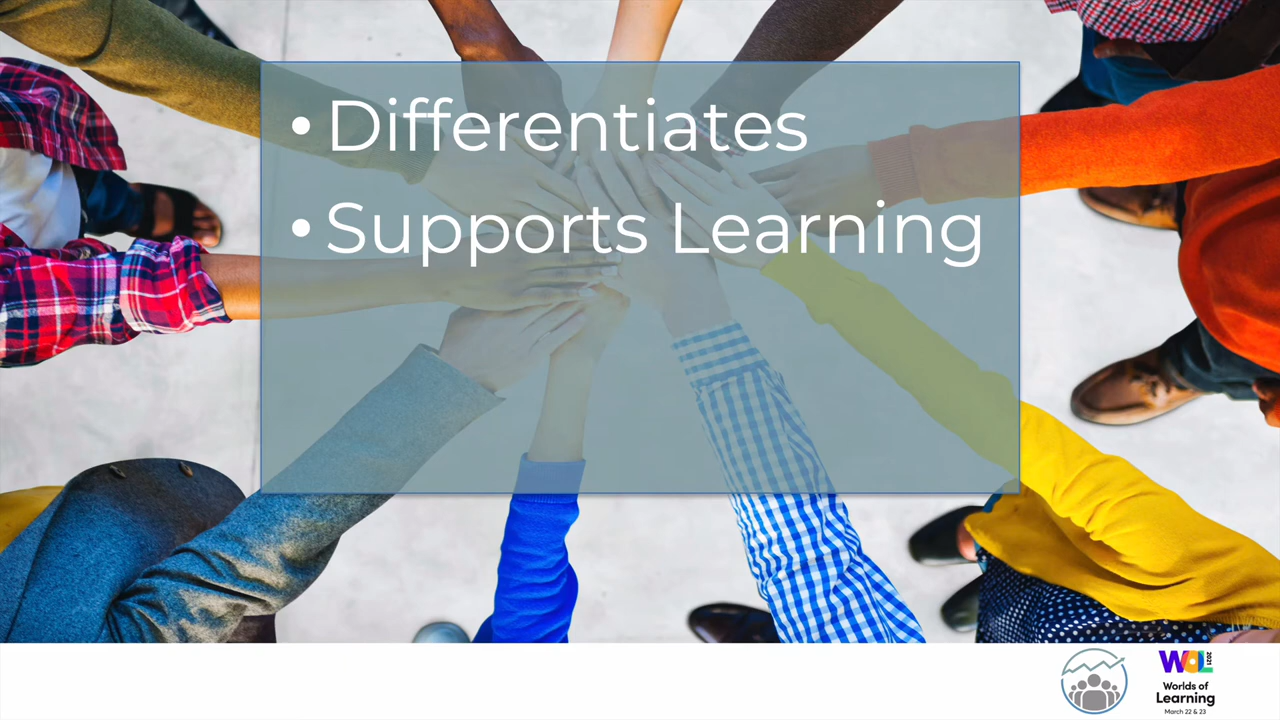 • Differentiates
• Supports Learning
WOL 2021
Worlds of
Learning
March 22 & 23